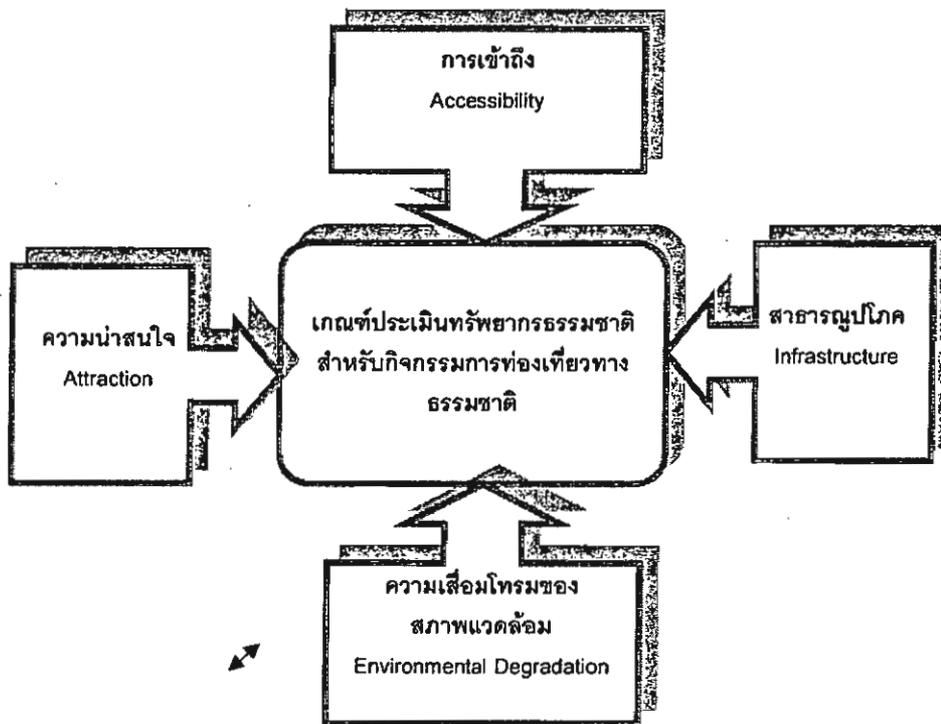 การเข้าถึง
Accessibility
ความน่าสนใจ
Attraction
เกณฑ์ประเมินทรัพยากรธรรมชาติ
สำหรับกิจกรรมการท่องเที่ยวทาง
ธรรมชาติ
สาธารณูปโภค
Infrastructure
ความเสื่อมโทรมของ
สภาพแวดล้อม
Environmental Degradation